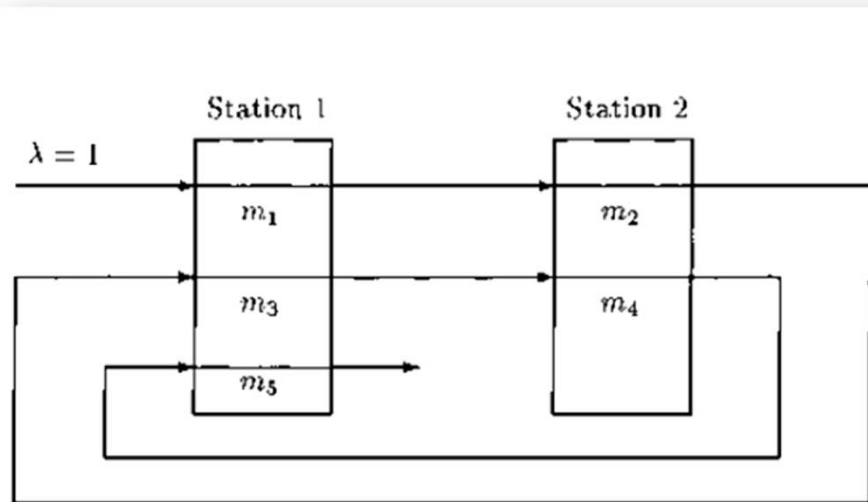 Station 1
Station 2
λ = 1
m₁
m₂
m₃
m₄
m₅